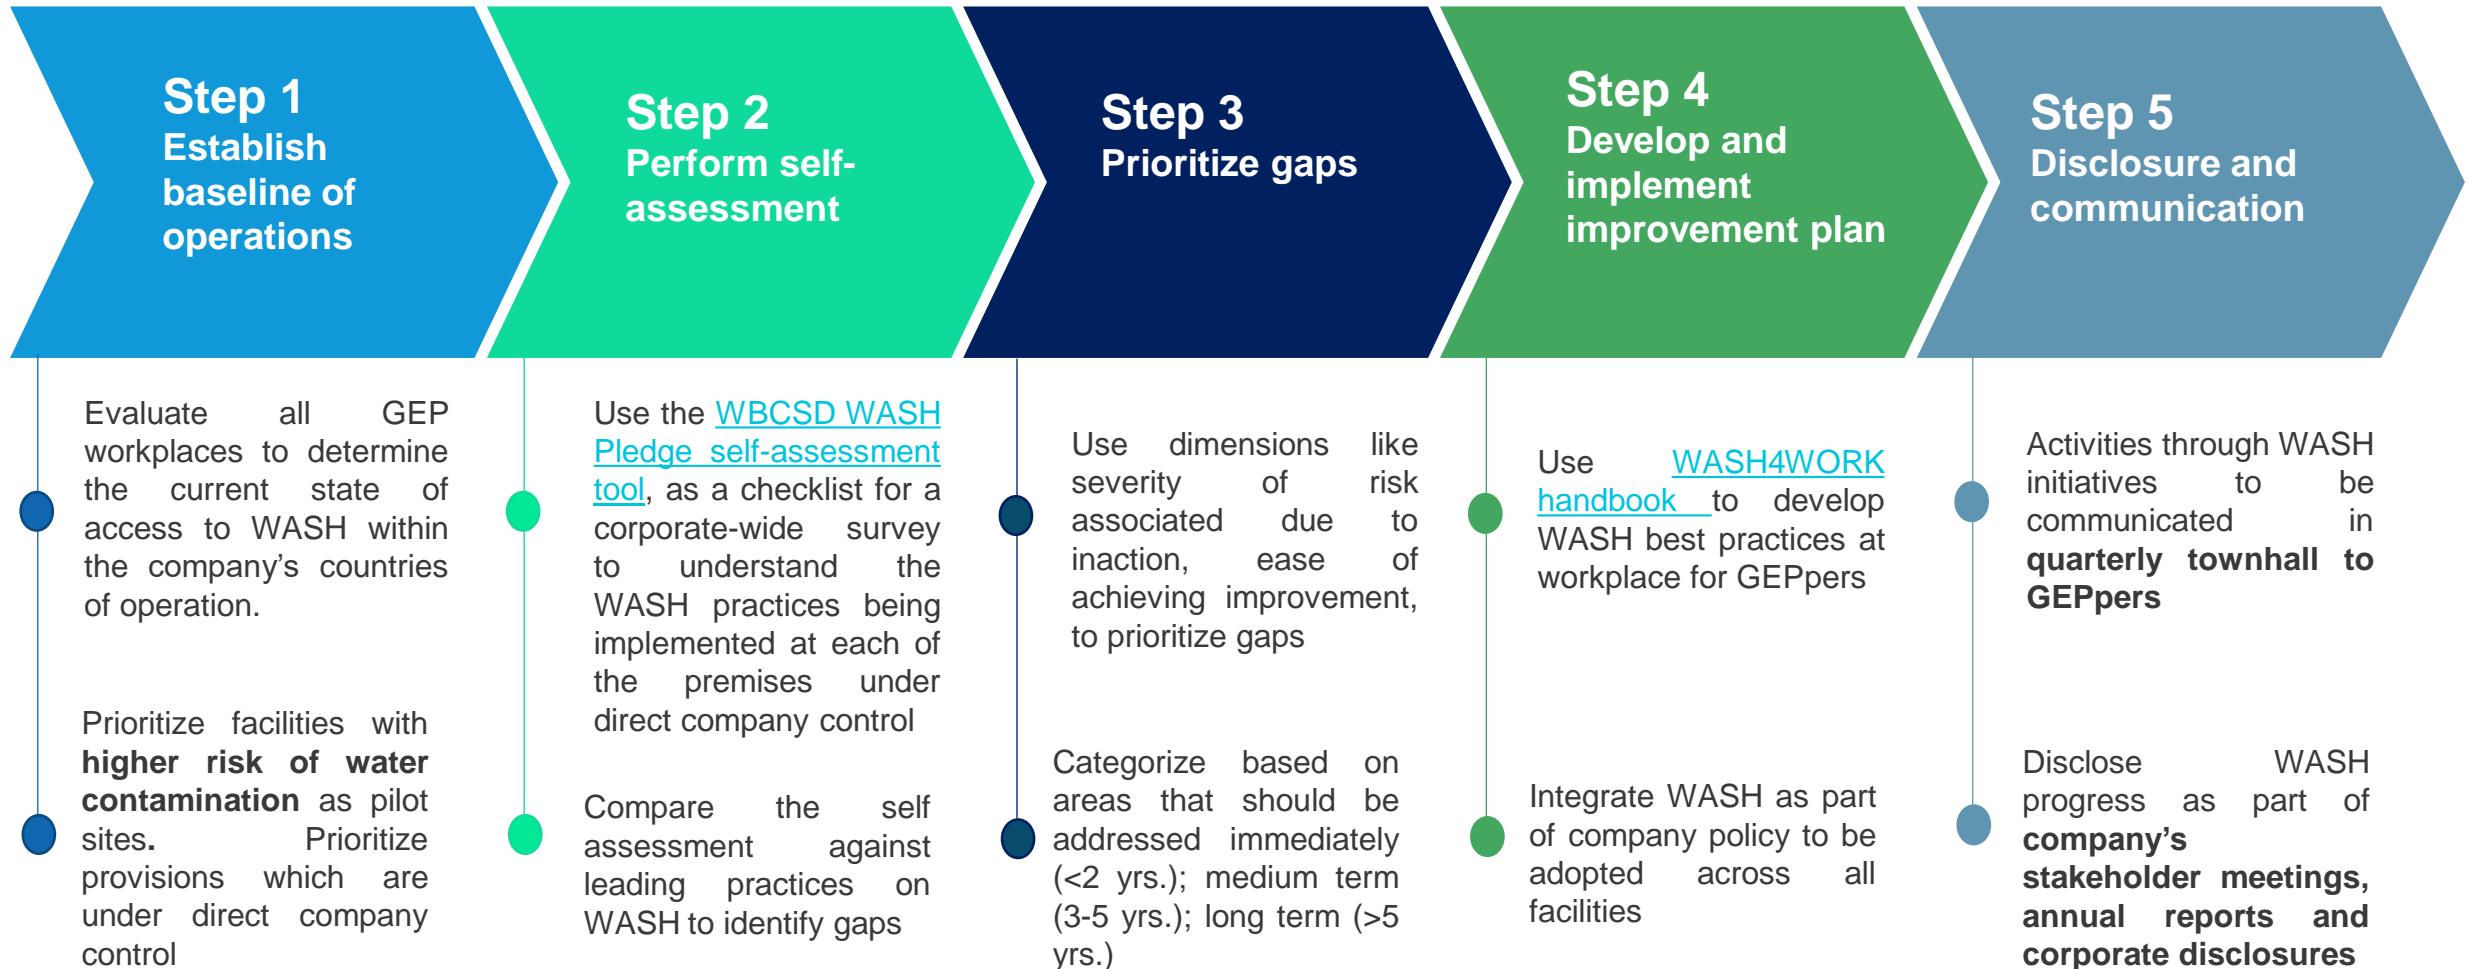 Step 1
Establish
baseline of
operations
Step 2
Perform self-
assessment
Step 3
Prioritize gaps
Step 4
Develop and
implement
improvement plan
Step 5
Disclosure and
communication
Evaluate all GEP
workplaces to determine
the current state of
access to WASH within
the company’s countries
of operation.
Prioritize facilities with
higher risk of water
contamination as pilot
sites. Prioritize
provisions which are
under direct company
control
Use the WBCSD WASH
Pledge self-assessment
tool, as a checklist for a
corporate-wide survey
to understand the
WASH practices being
implemented at each of
the premises under
direct company control
Compare the self
assessment against
leading practices on
WASH to identify gaps
Use dimensions like
severity of risk
associated due to
inaction, ease of
achieving improvement,
to prioritize gaps
Categorize based on
areas that should be
addressed immediately
(<2 yrs.); medium term
(3-5 yrs.); long term (>5
yrs.)
Use WASH4WORK
handbook to develop
WASH best practices at
workplace for GEPpers
Integrate WASH as part
of company policy to be
adopted across all
facilities
Activities through WASH
initiatives to be
communicated in
quarterly townhall to
GEPpers
Disclose WASH
progress as part of
company’s
stakeholder meetings,
annual reports and
corporate disclosures